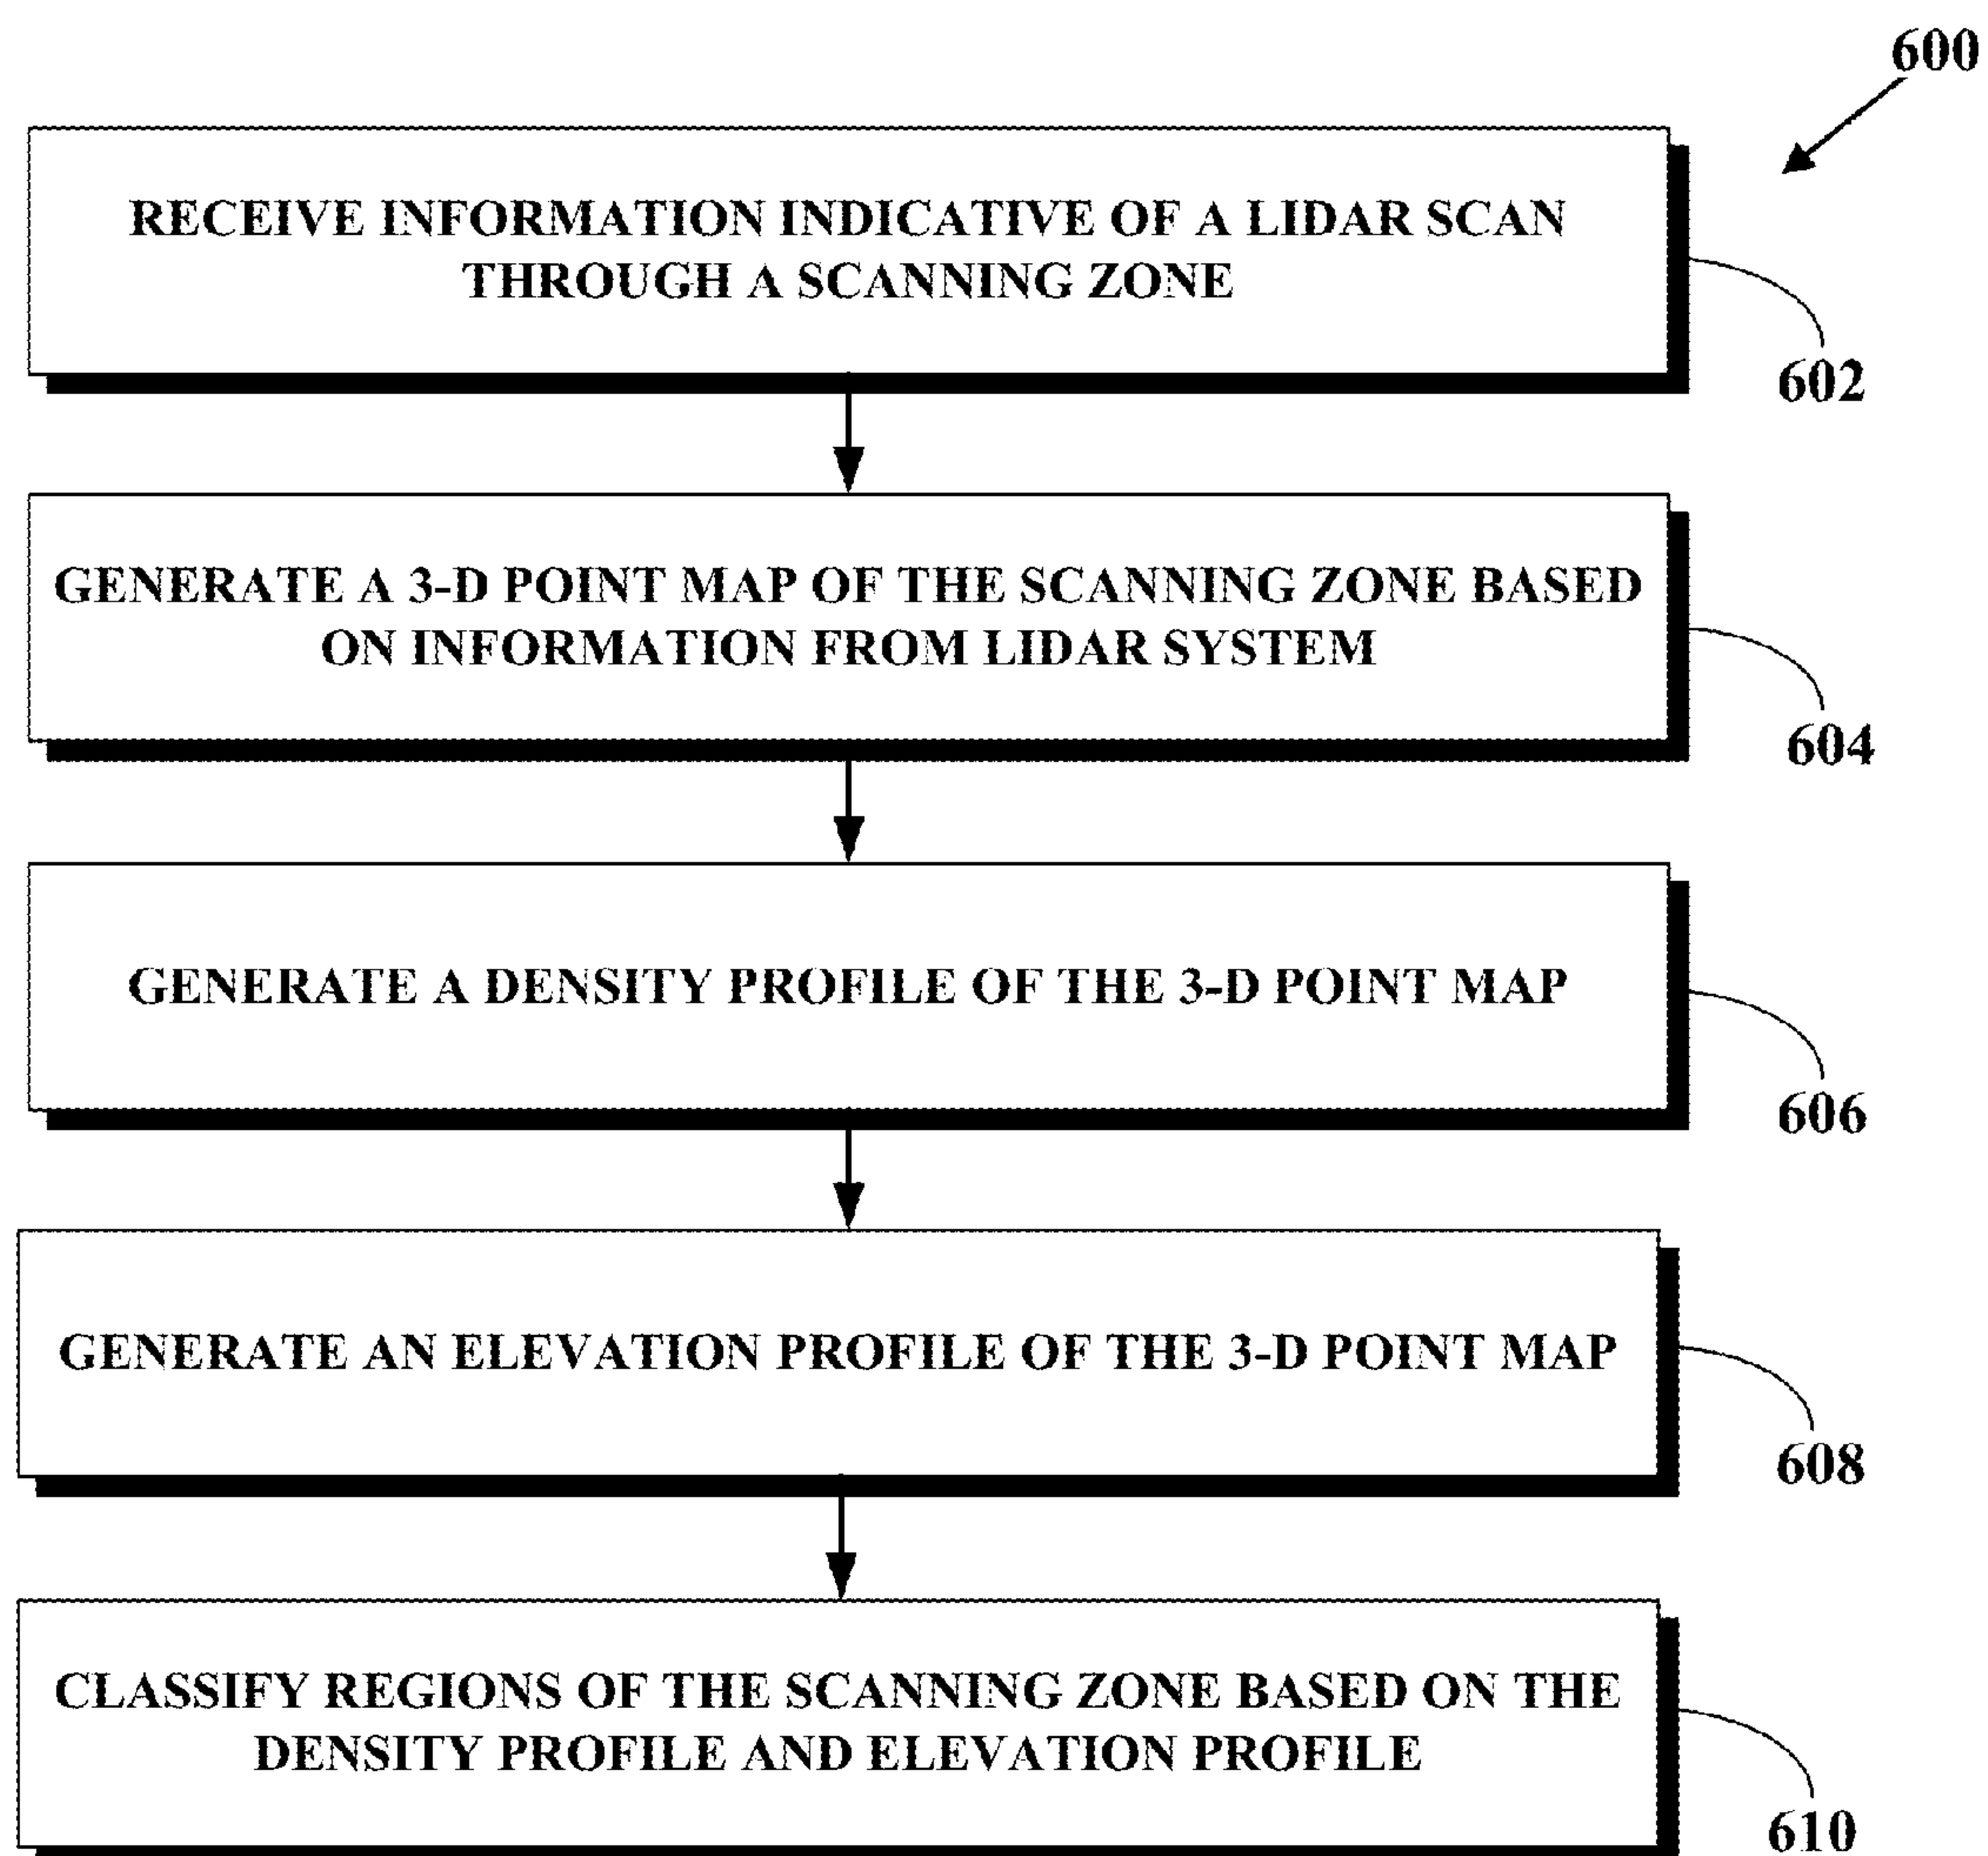 600
RECEIVE INFORMATION INDICATIVE OF A LIDAR SCAN
THROUGH A SCANNING ZONE
602
GENERATE A 3-D POINT MAP OF THE SCANNING ZONE BASED
ON INFORMATION FROM LIDAR SYSTEM
604
GENERATE A DENSITY PROFILE OF THE 3-D POINT MAP
606
GENERATE AN ELEVATION PROFILE OF THE 3-D POINT MAP
608
CLASSIFY REGIONS OF THE SCANNING ZONE BASED ON THE
DENSITY PROFILE AND ELEVATION PROFILE
610